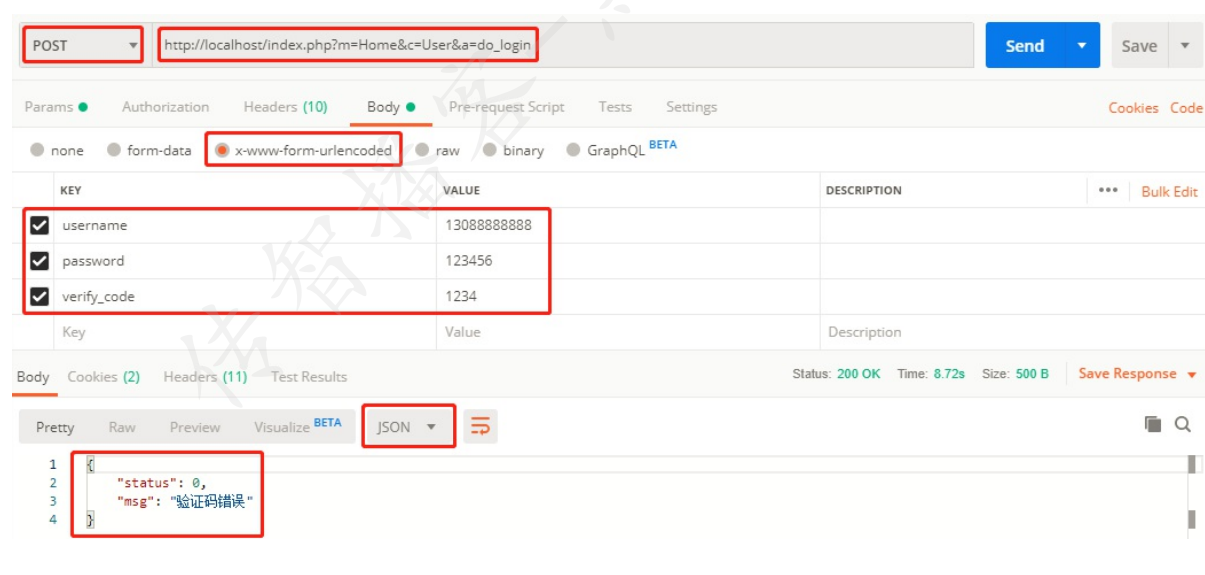 POST http://localhost/index.php?m=Home&c=User&a=do_login Send Save
Params Authorization Headers (10) Body Pre-request Script Tests Settings Cookies Code
none form-data x-www-form-urlencoded raw binary GraphQL BETA
KEY VALUE DESCRIPTION ••• Bulk Edit
username 13088888888
password 123456
verify_code 1234
Key Value Description
Body Cookies (2) Headers (11) Test Results Status: 200 OK Time: 8.72s Size: 500 B Save Response
Pretty Raw Preview Visualize BETA JSON
1 {
2 "status": 0,
3 "msg": "验证码错误"
4 }
传智播客